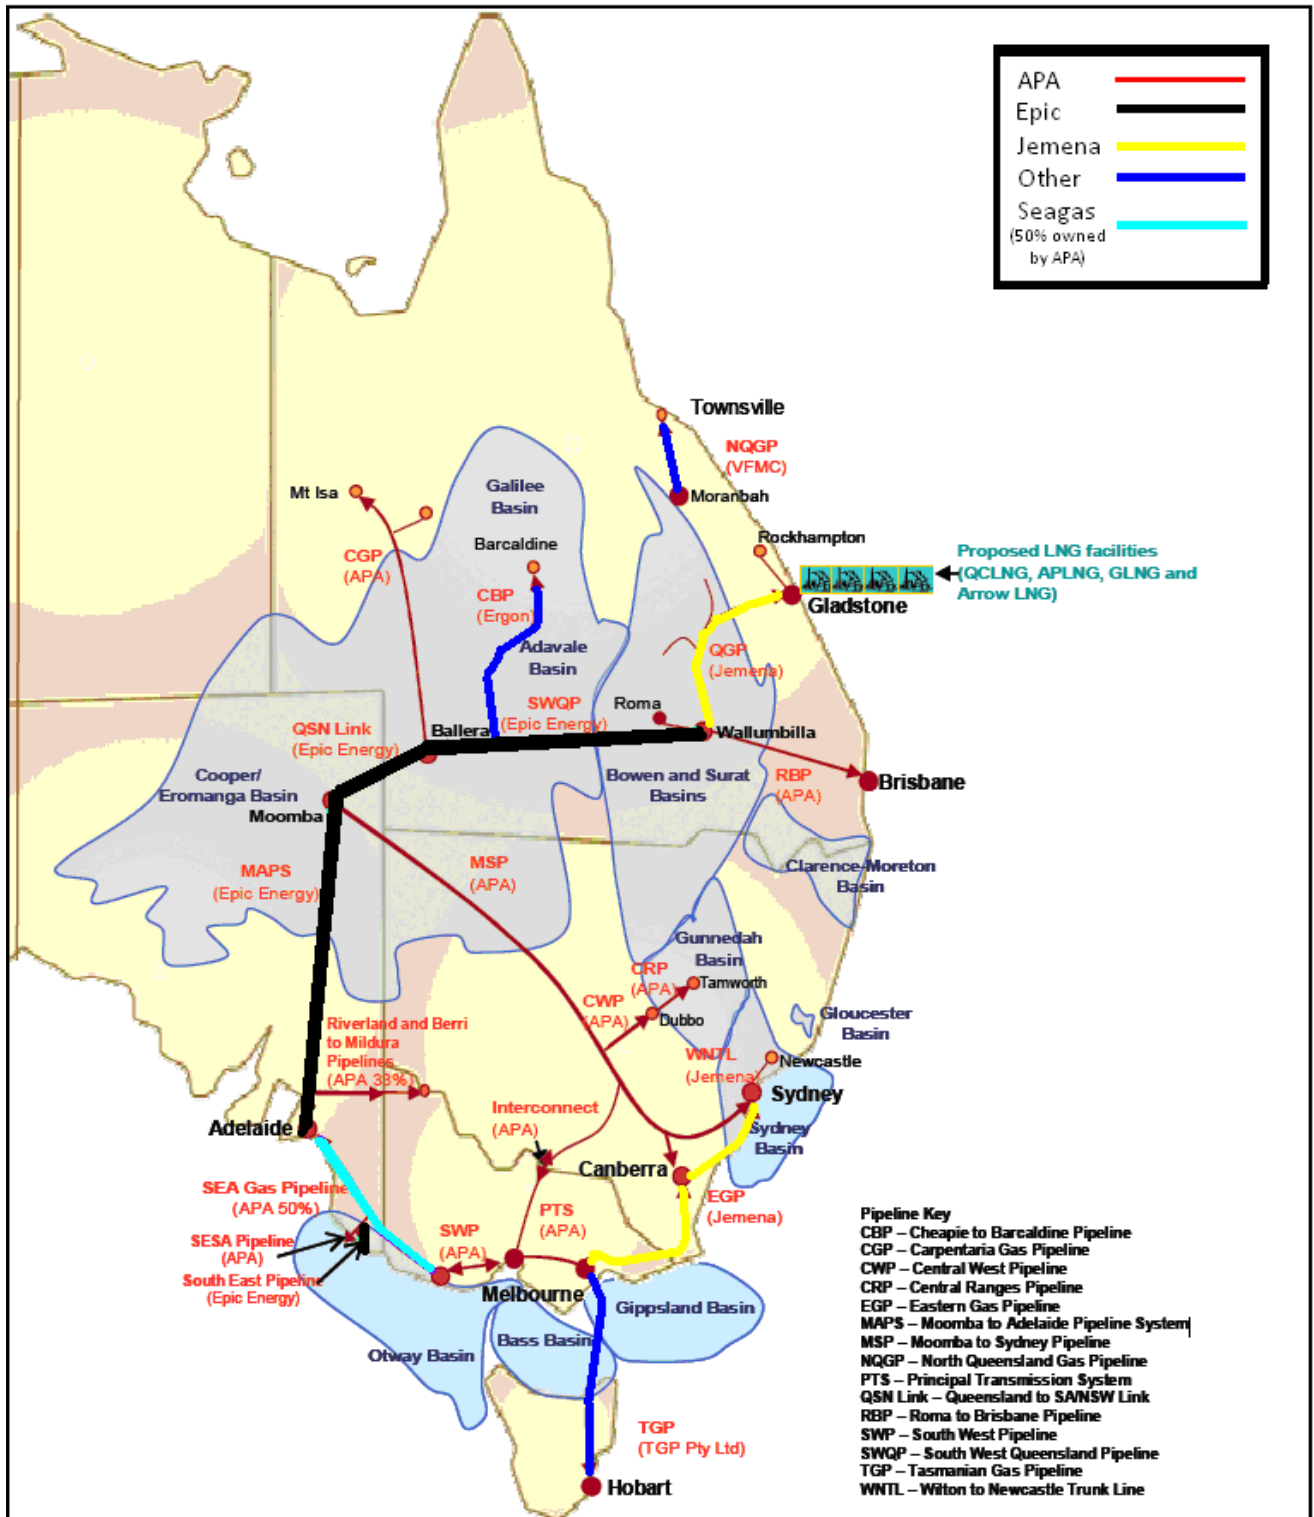 APA
Epic
Jemena
Other
Seagas
(50% owned
by APA)
Townsville
NQGP
(VFMC)
Moranbah
Mt Isa
Galilee
Basin
Barcaldine
CGP
(APA)
CBP
(Ergon)
Rockhampton
Proposed LNG facilities
(QCLNG, APLNG, GLNG and
Arrow LNG)
Gladstone
Adavale
Basin
QGP
(Jemena)
SWQP
(Epic Energy)
Roma
QSN Link
(Epic Energy)
Ballera
Wallumbilla
Cooper/
Eromanga Basin
Moomba
Bowen and Surat
Basins
RBP
(APA)
Brisbane
MAPS
(Epic Energy)
MSP
(APA)
Clarence-Moreton
Basin
Gunnedah
Basin
CRP
(APA)
Tamworth
CWP
(APA)
Dubbo
Gloucester
Basin
Riverland and Berri
to Mildura
Pipelines
(APA 33%)
WNTL
(Jemena)
Newcastle
Sydney
Interconnect
(APA)
Adelaide
Sydney
Basin
Canberra
SEA Gas Pipeline
(APA 50%)
EGP
(Jemena)
PTS
(APA)
SWP
(APA)
SESA Pipeline
(APA)
South East Pipeline
(Epic Energy)
Melbourne
Gippsland Basin
Bass Basin
Otway Basin
TGP
(TGP Pty Ltd)
Hobart
Pipeline Key
CBP – Cheapie to Barcaldine Pipeline
CGP – Carpentaria Gas Pipeline
CWP – Central West Pipeline
CRP – Central Ranges Pipeline
EGP – Eastern Gas Pipeline
MAPS – Moomba to Adelaide Pipeline System
MSP – Moomba to Sydney Pipeline
NQGP – North Queensland Gas Pipeline
PTS – Principal Transmission System
QSN Link – Queensland to SA/NSW Link
RBP – Roma to Brisbane Pipeline
SWP – South West Pipeline
SWQP – South West Queensland Pipeline
TGP – Tasmanian Gas Pipeline
WNTL – Wilton to Newcastle Trunk Line